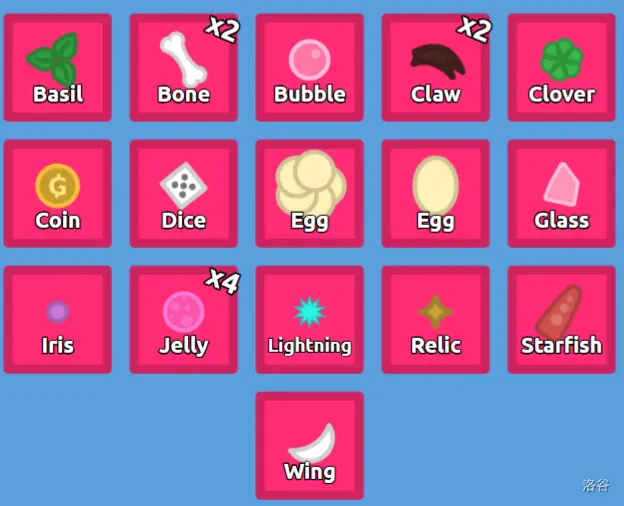 x2
x2
Basil
Bone
Bubble
Claw
Clover
G
Coin
Dice
Egg
Egg
Glass
x4
Iris
Jelly
Lightning
Relic
Starfish
Wing
洛谷